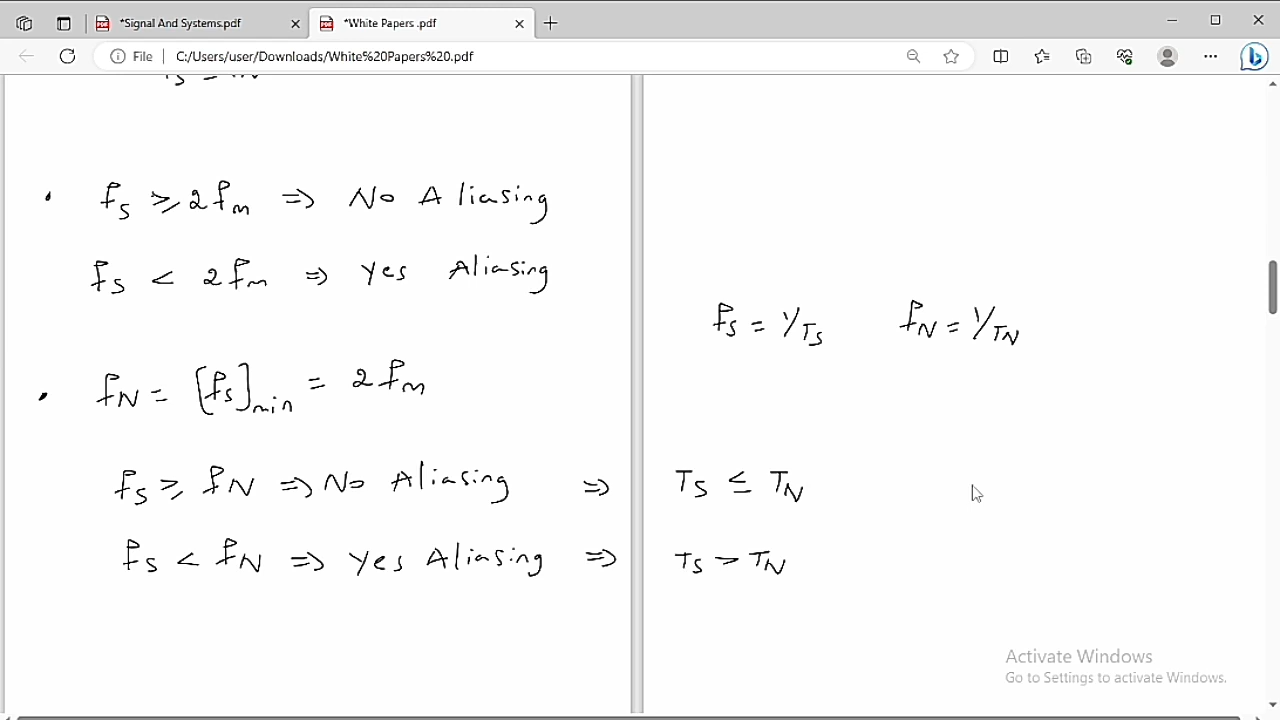 *Signal And Systems.pdf
*White Papers .pdf
File
C:/Users/user/Downloads/White%20Papers%20.pdf
• fs ≥ 2fm ⇒ No Aliasing
fs < 2fm ⇒ Yes Aliasing
fs = 1/Ts fN = 1/TN
• fN = [fs]min = 2fm
fs ≥ fN ⇒ No Aliasing ⇒ Ts ≤ TN
fs < fN ⇒ Yes Aliasing ⇒ Ts > TN
Activate Windows
Go to Settings to activate Windows.